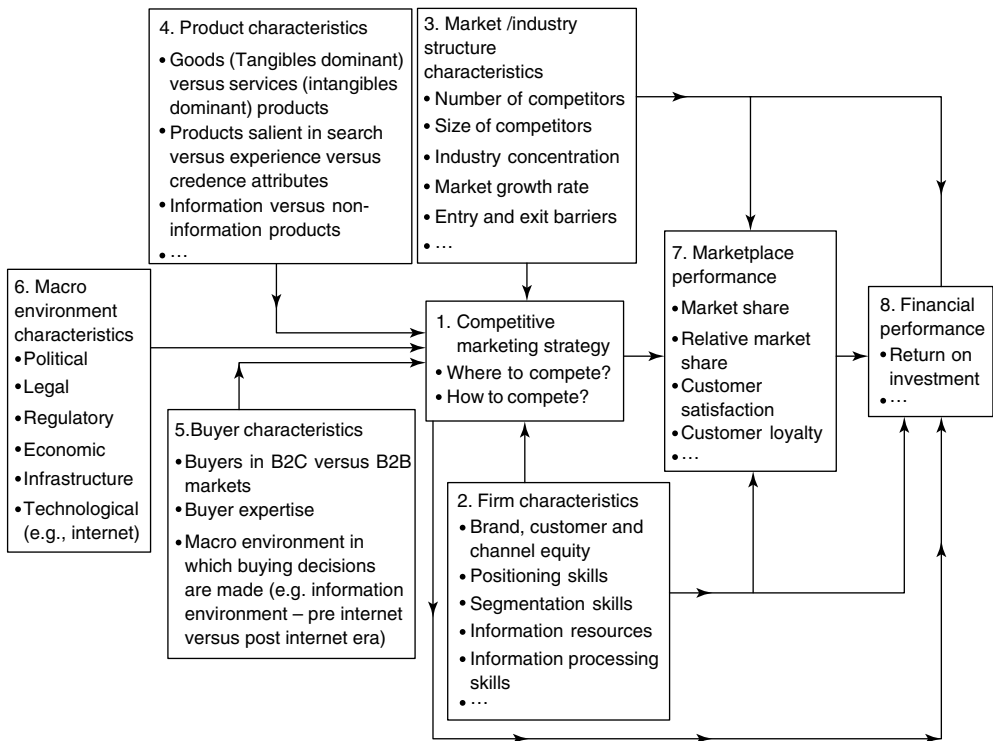 4. Product characteristics
• Goods (Tangibles dominant)
versus services (intangibles
dominant) products
• Products salient in search
versus experience versus
credence attributes
• Information versus non-
information products
• ...
3. Market /industry
structure
characteristics
• Number of competitors
• Size of competitors
• Industry concentration
• Market growth rate
• Entry and exit barriers
• ...
6. Macro
environment
characteristics
• Political
• Legal
• Regulatory
• Economic
• Infrastructure
• Technological
(e.g., internet)
1. Competitive
marketing strategy
• Where to compete?
• How to compete?
7. Marketplace
performance
• Market share
• Relative market
share
• Customer
satisfaction
• Customer loyalty
• ...
8. Financial
performance
• Return on
investment
• ...
5.Buyer characteristics
• Buyers in B2C versus B2B
markets
• Buyer expertise
• Macro environment in
which buying decisions
are made (e.g. information
environment – pre internet
versus post internet era)
2. Firm characteristics
• Brand, customer and
channel equity
• Positioning skills
• Segmentation skills
• Information resources
• Information processing
skills
• ...